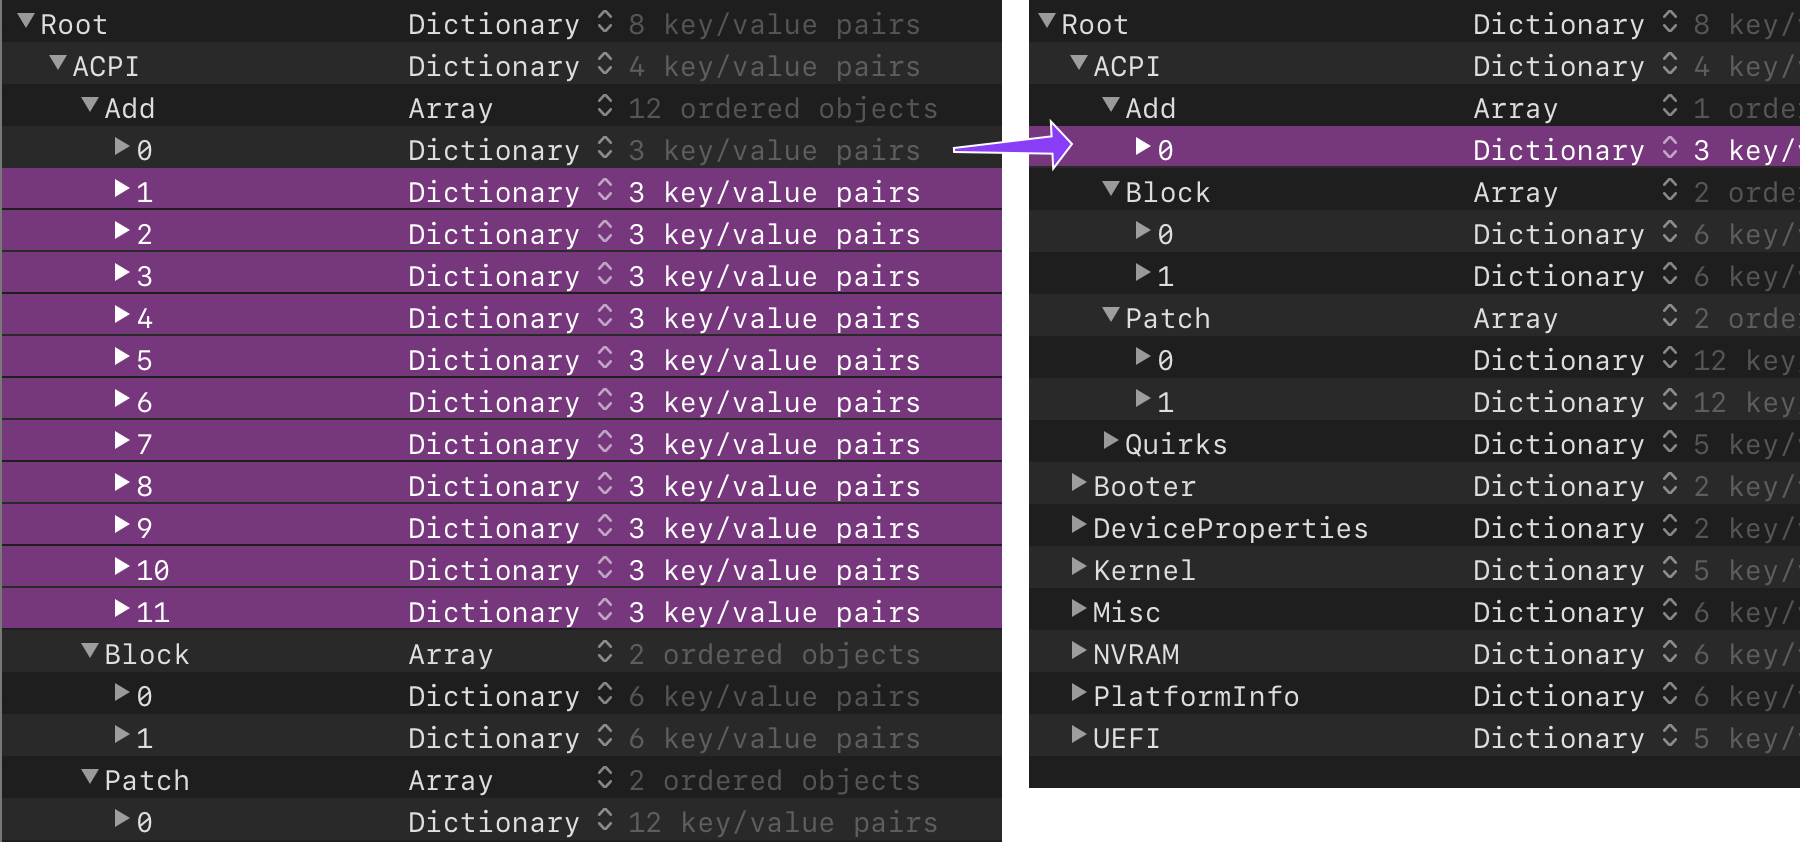 Root Dictionary 8 key/value pairs
ACPI Dictionary 4 key/value pairs
Add Array 12 ordered objects
0 Dictionary 3 key/value pairs
1 Dictionary 3 key/value pairs
2 Dictionary 3 key/value pairs
3 Dictionary 3 key/value pairs
4 Dictionary 3 key/value pairs
5 Dictionary 3 key/value pairs
6 Dictionary 3 key/value pairs
7 Dictionary 3 key/value pairs
8 Dictionary 3 key/value pairs
9 Dictionary 3 key/value pairs
10 Dictionary 3 key/value pairs
11 Dictionary 3 key/value pairs
Block Array 2 ordered objects
0 Dictionary 6 key/value pairs
1 Dictionary 6 key/value pairs
Patch Array 2 ordered objects
0 Dictionary 12 key/value pairs
Root Dictionary 8 key/
ACPI Dictionary 4 key/
Add Array 1 orde
0 Dictionary 3 key/
Block Array 2 orde
0 Dictionary 6 key/
1 Dictionary 6 key/
Patch Array 2 orde
0 Dictionary 12 key
1 Dictionary 12 key
Quirks Dictionary 5 key/
Booter Dictionary 2 key/
DeviceProperties Dictionary 2 key/
Kernel Dictionary 5 key/
Misc Dictionary 6 key/
NVRAM Dictionary 6 key/
PlatformInfo Dictionary 6 key/
UEFI Dictionary 5 key/